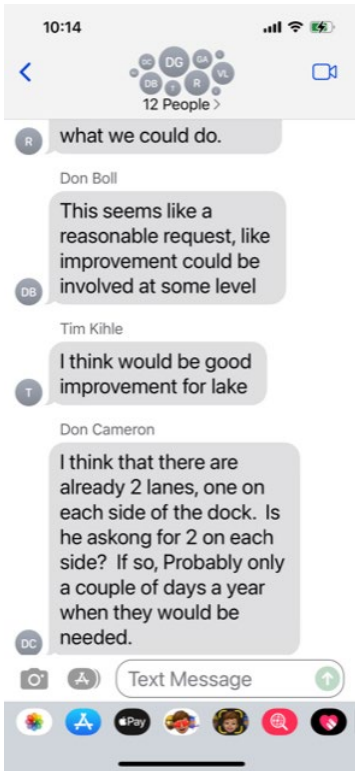 10:14
DC
DG
GA
DB
T
R
VL
12 People >
what we could do.
R
Don Boll
This seems like a
reasonable request, like
improvement could be
involved at some level
DB
Tim Kihle
I think would be good
improvement for lake
T
Don Cameron
I think that there are
already 2 lanes, one on
each side of the dock. Is
he askong for 2 on each
side? If so, Probably only
a couple of days a year
when they would be
needed.
DC
Text Message
Pay